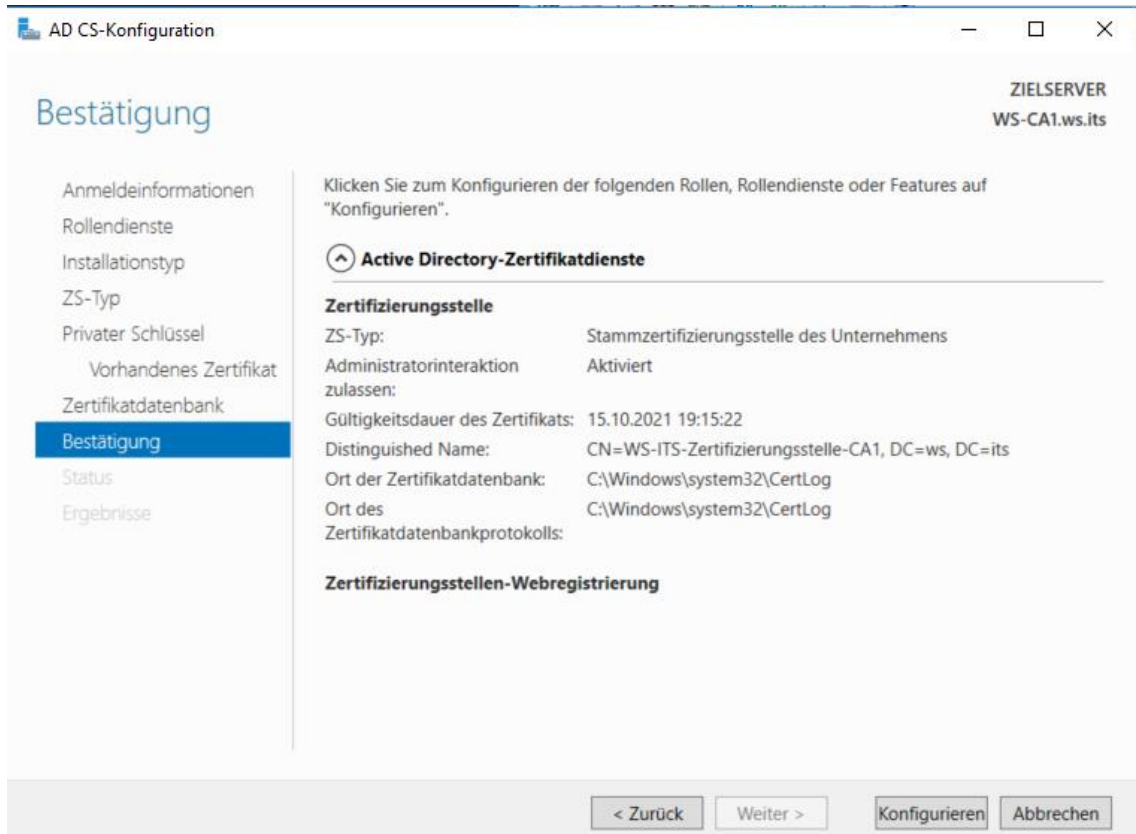 AD CS-Konfiguration
Bestätigung
ZIELSERVER
WS-CA1.ws.its
Anmeldeinformationen
Rollendienste
Installationstyp
ZS-Typ
Privater Schlüssel
Vorhandenes Zertifikat
Zertifikatdatenbank
Bestätigung
Status
Ergebnisse
Klicken Sie zum Konfigurieren der folgenden Rollen, Rollendienste oder Features auf
"Konfigurieren".
Active Directory-Zertifikatdienste
Zertifizierungsstelle
ZS-Typ: Stammzertifizierungsstelle des Unternehmens
Administratorinteraktion Aktiviert
zulassen:
Gültigkeitsdauer des Zertifikats: 15.10.2021 19:15:22
Distinguished Name: CN=WS-ITS-Zertifizierungsstelle-CA1, DC=ws, DC=its
Ort der Zertifikatdatenbank: C:\Windows\system32\CertLog
Ort des C:\Windows\system32\CertLog
Zertifikatdatenbankprotokolls:
Zertifizierungsstellen-Webregistrierung
< Zurück Weiter > Konfigurieren Abbrechen